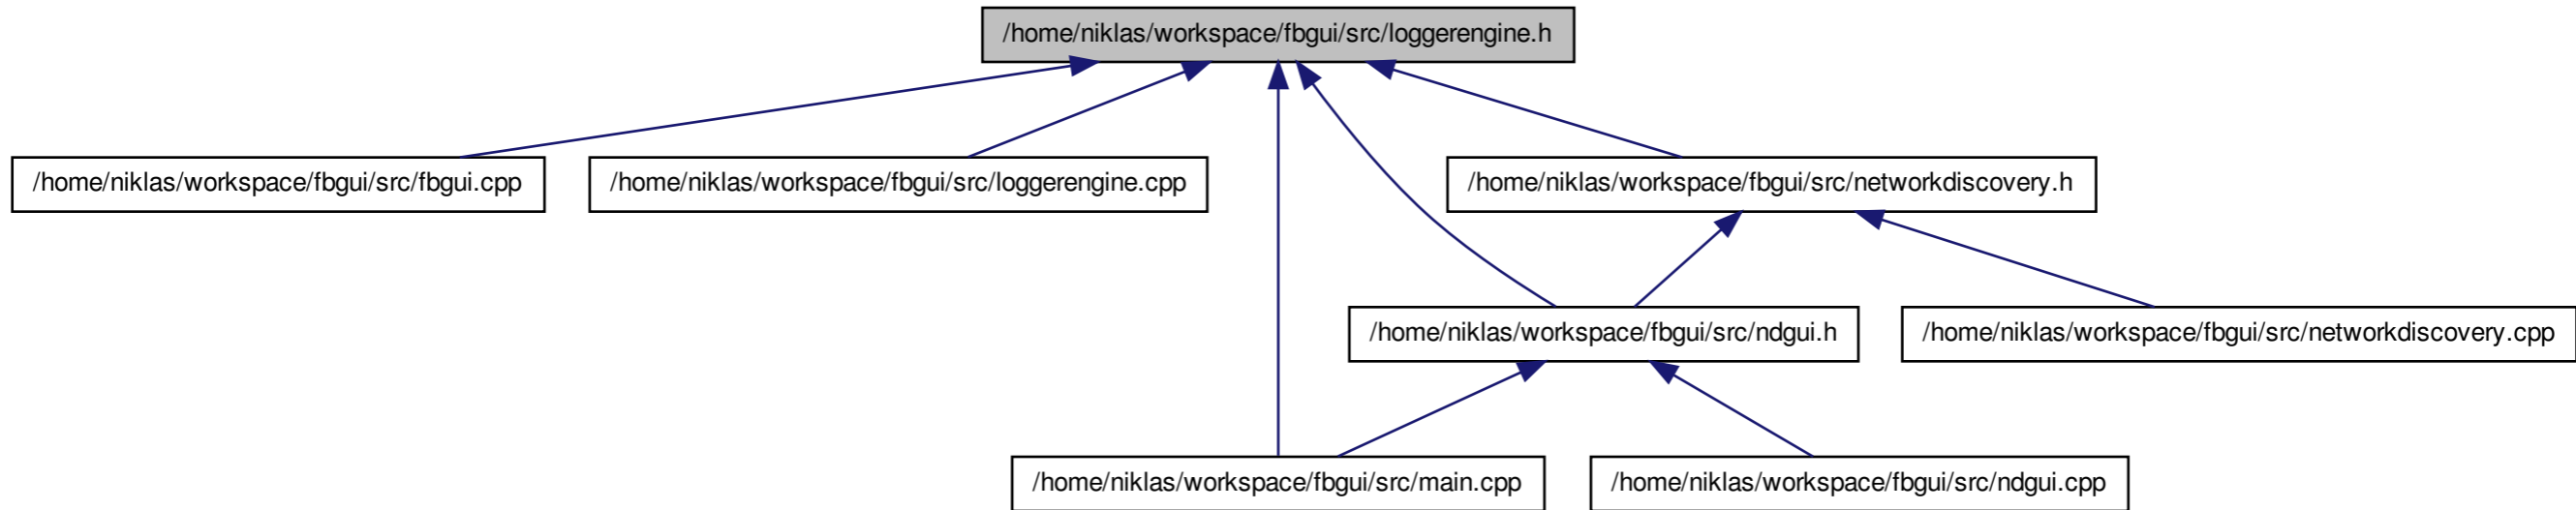 /home/niklas/workspace/fbgui/src/loggerengine.h
/home/niklas/workspace/fbgui/src/fbgui.cpp
/home/niklas/workspace/fbgui/src/loggerengine.cpp
/home/niklas/workspace/fbgui/src/networkdiscovery.h
/home/niklas/workspace/fbgui/src/ndgui.h
/home/niklas/workspace/fbgui/src/networkdiscovery.cpp
/home/niklas/workspace/fbgui/src/main.cpp
/home/niklas/workspace/fbgui/src/ndgui.cpp